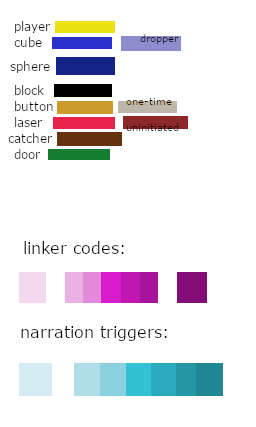 player
cube dropper
sphere
block
button one-time
laser uninitiated
catcher
door
linker codes:
narration triggers: